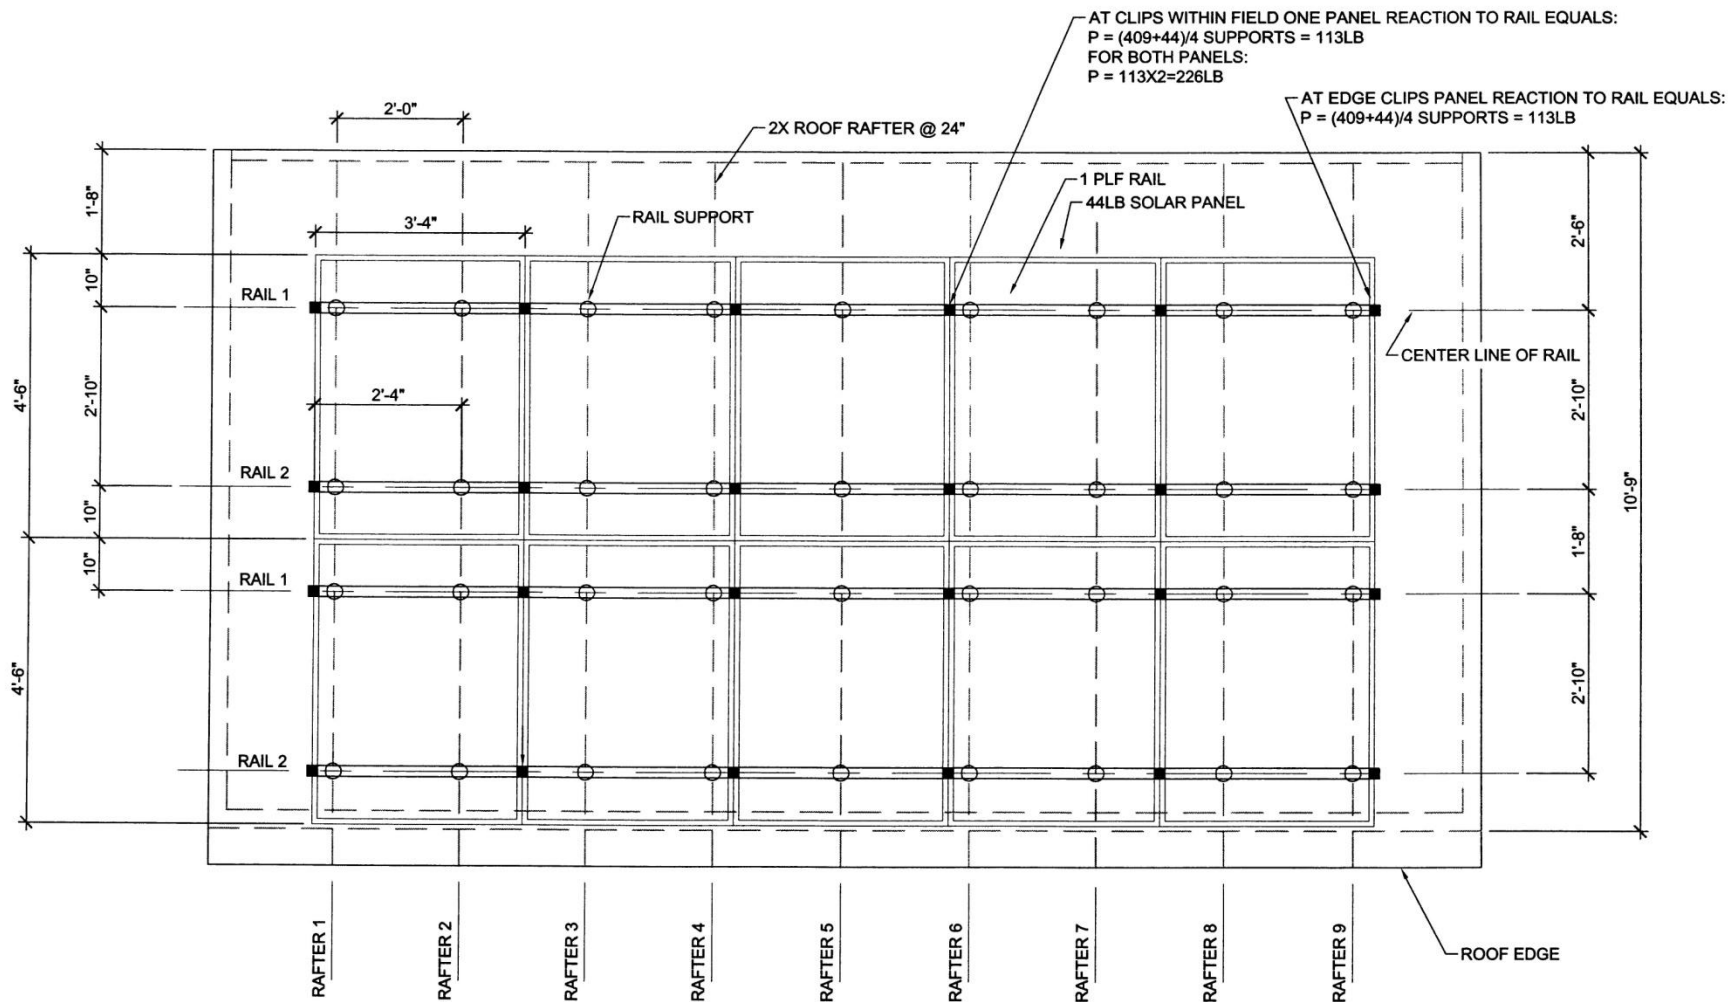 AT CLIPS WITHIN FIELD ONE PANEL REACTION TO RAIL EQUALS:
P = (409+44)/4 SUPPORTS = 113LB
FOR BOTH PANELS:
P = 113X2=226LB
AT EDGE CLIPS PANEL REACTION TO RAIL EQUALS:
P = (409+44)/4 SUPPORTS = 113LB
2'-0"
2X ROOF RAFTER @ 24"
1'-8"
1 PLF RAIL
44LB SOLAR PANEL
RAIL SUPPORT
3'-4"
2'-6"
10"
RAIL 1
CENTER LINE OF RAIL
4'-6"
2'-10"
2'-4"
2'-10"
RAIL 2
10'-9"
10"
1'-8"
10"
RAIL 1
4'-6"
2'-10"
RAIL 2
RAFTER 1
RAFTER 2
RAFTER 3
RAFTER 4
RAFTER 5
RAFTER 6
RAFTER 7
RAFTER 8
RAFTER 9
ROOF EDGE